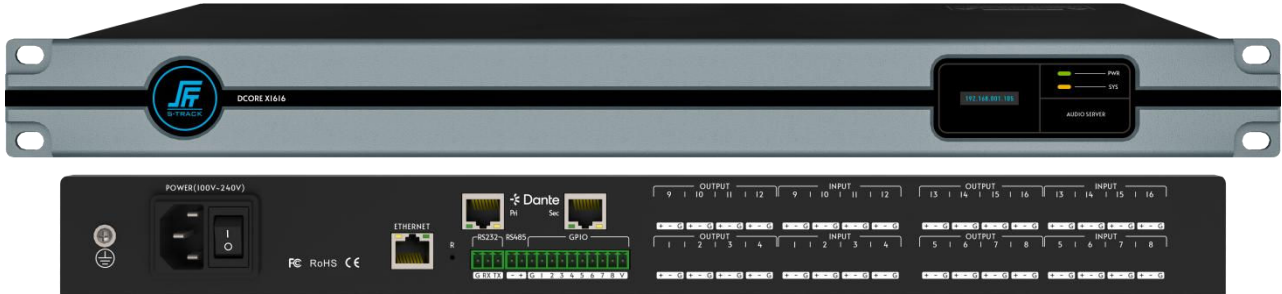 S-TRACK
DCORE X1616
192.168.001.105
PWR
SYS
AUDIO SERVER
POWER(100V~240V)
I
O
FC RoHS CE
ETHERNET
R
Dante
Pri Sec
RS232 RS485 GPIO
G RX TX - + G 1 2 3 4 5 6 7 8 V
OUTPUT INPUT OUTPUT INPUT
9 10 11 12 9 10 11 12 13 14 15 16 13 14 15 16
+ - G + - G + - G + - G + - G + - G + - G + - G + - G + - G + - G + - G + - G + - G + - G + - G
OUTPUT INPUT OUTPUT INPUT
1 2 3 4 1 2 3 4 5 6 7 8 5 6 7 8
+ - G + - G + - G + - G + - G + - G + - G + - G + - G + - G + - G + - G + - G + - G + - G + - G